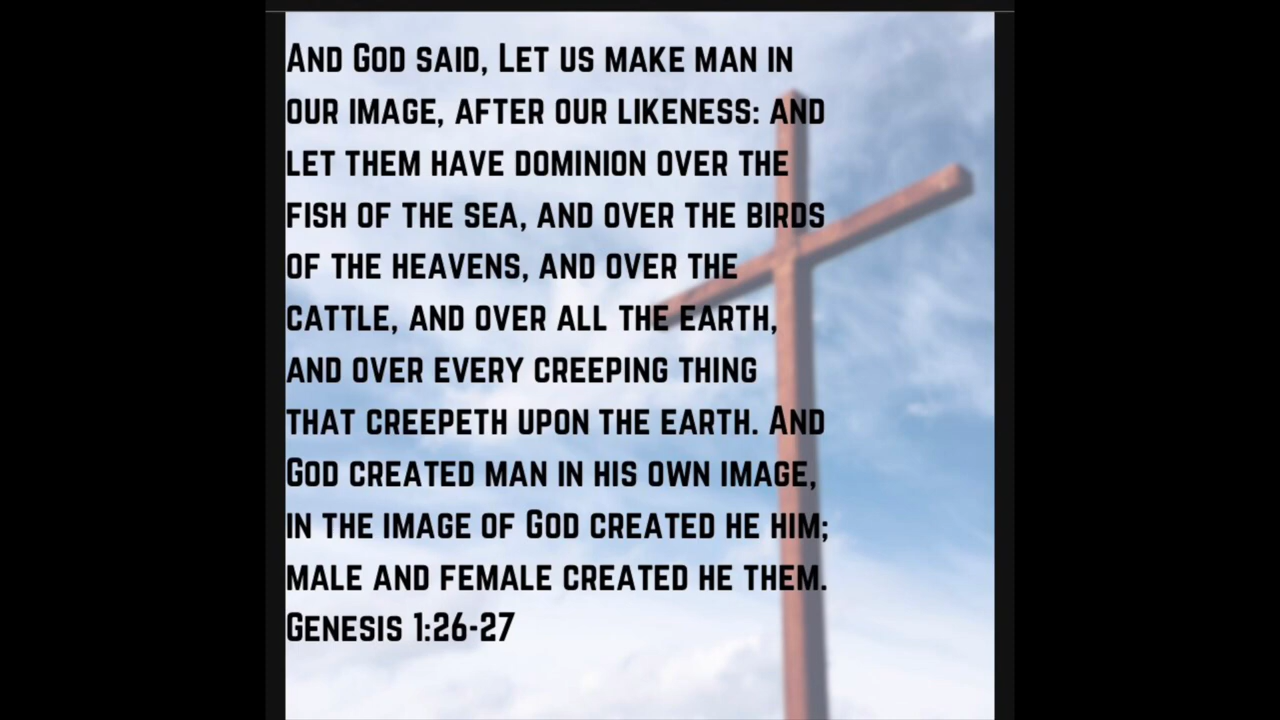 And God said, Let us make man in
our image, after our likeness: and
let them have dominion over the
fish of the sea, and over the birds
of the heavens, and over the
cattle, and over all the earth,
and over every creeping thing
that creepeth upon the earth. And
God created man in his own image,
in the image of God created he him;
male and female created he them.
Genesis 1:26-27